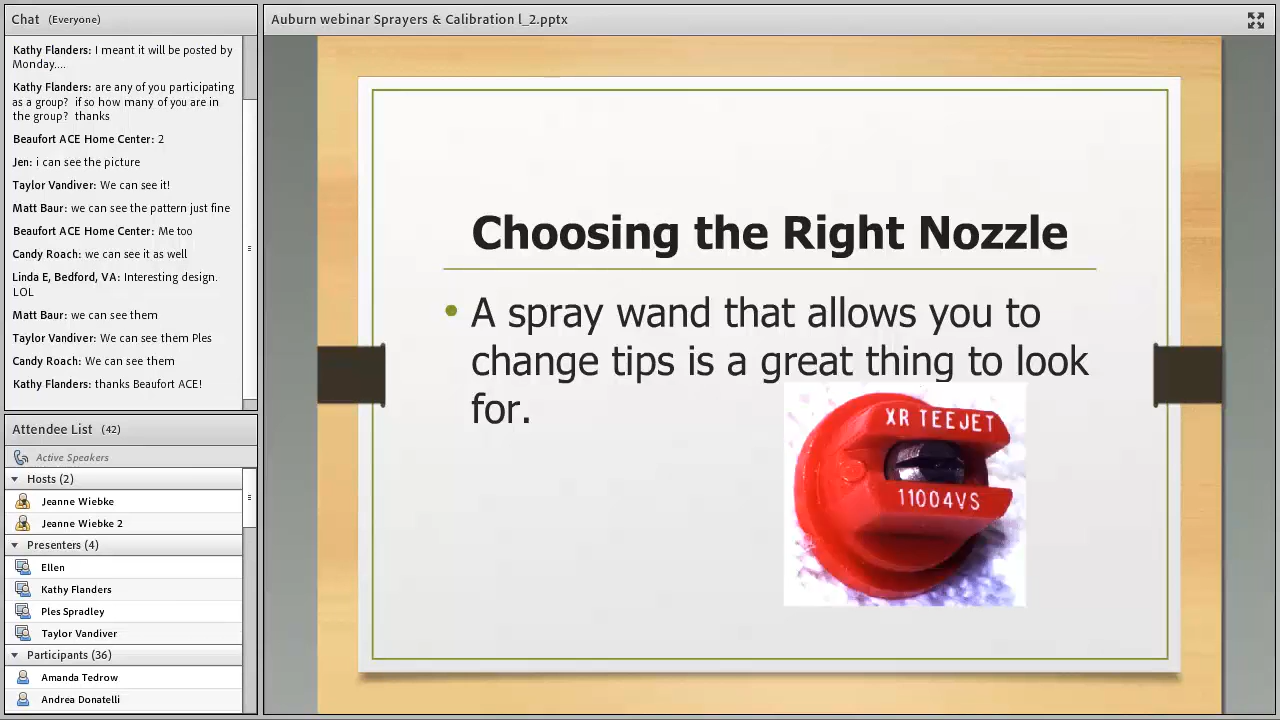 Chat (Everyone)
Kathy Flanders: I meant it will be posted by
Monday....
Kathy Flanders: are any of you participating
as a group? if so how many of you are in
the group? thanks
Beaufort ACE Home Center: 2
Jen: i can see the picture
Taylor Vandiver: We can see it!
Matt Baur: we can see the pattern just fine
Beaufort ACE Home Center: Me too
Candy Roach: we can see it as well
Linda E, Bedford, VA: Interesting design.
LOL
Matt Baur: we can see them
Taylor Vandiver: We can see them Ples
Candy Roach: We can see them
Kathy Flanders: thanks Beaufort ACE!
Attendee List (42)
Active Speakers
Hosts (2)
Jeanne Wiebke
Jeanne Wiebke 2
Presenters (4)
Ellen
Kathy Flanders
Ples Spradley
Taylor Vandiver
Participants (36)
Amanda Tedrow
Andrea Donatelli
Auburn webinar Sprayers & Calibration l_2.pptx
Choosing the Right Nozzle
• A spray wand that allows you to
change tips is a great thing to look
for.
XR TEEJET
11004VS